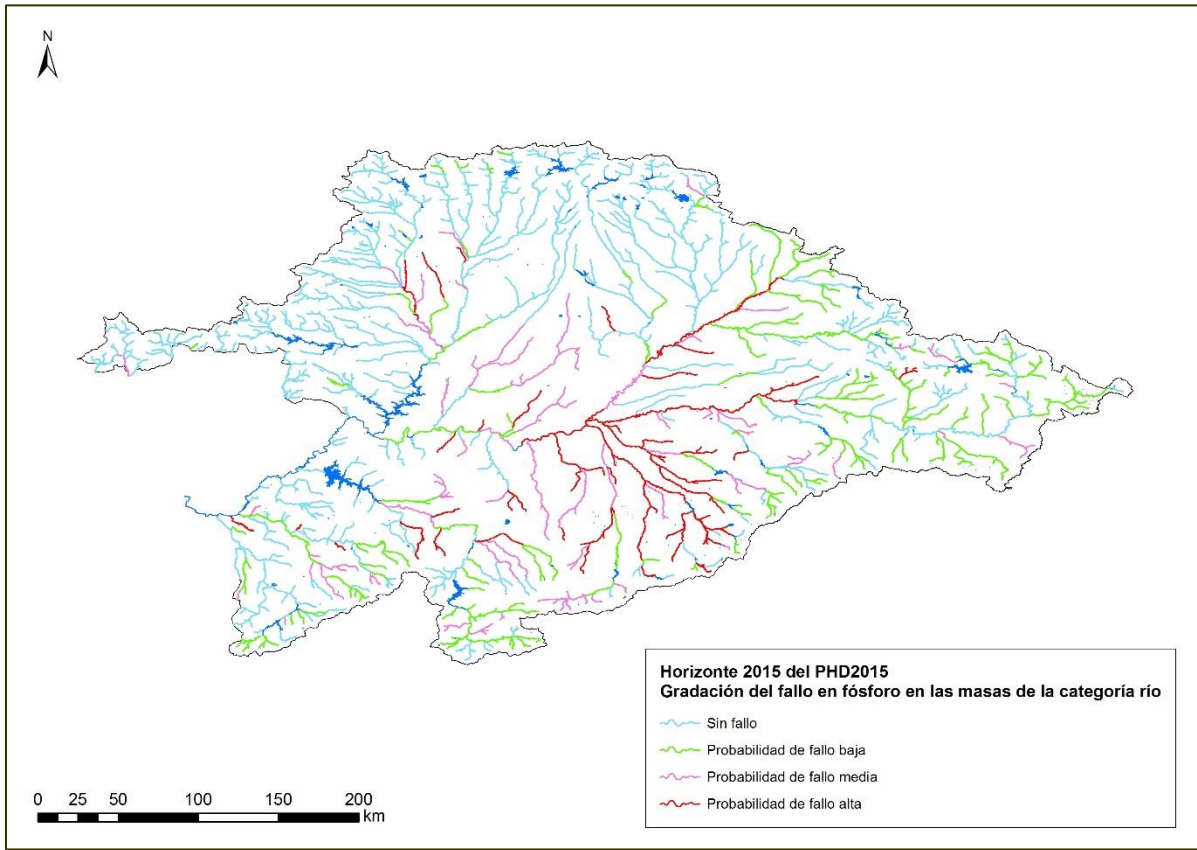 N
Horizonte 2015 del PHD2015
Gradación del fallo en fósforo en las masas de la categoría río
Sin fallo
Probabilidad de fallo baja
Probabilidad de fallo media
Probabilidad de fallo alta
0 25 50 100 150 200
km